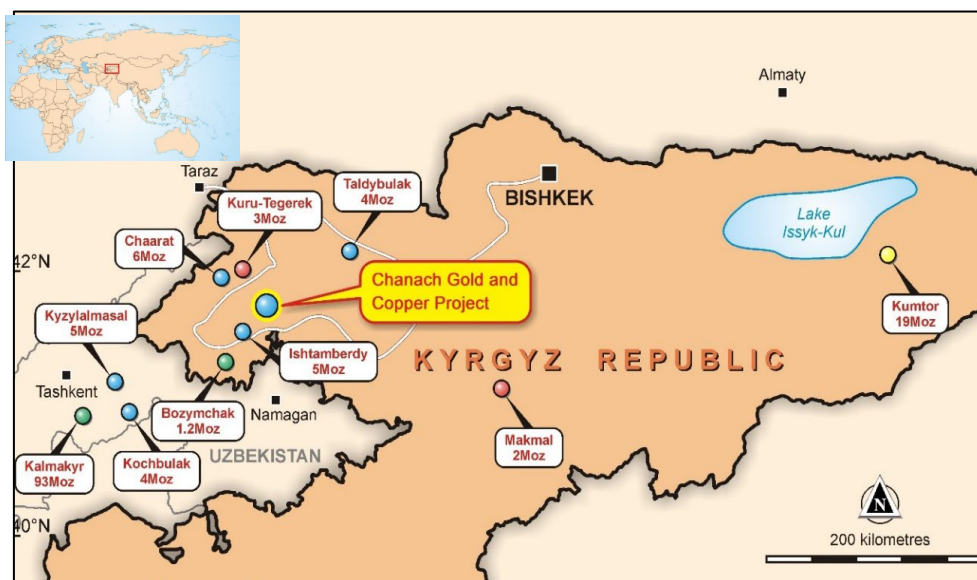 Almaty
Taraz
Kuru-Tegerek
3Moz
Taldybulak
4Moz
BISHKEK
Lake
Issyk-Kul
Chaarat
6Moz
42°N
Chanach Gold and
Copper Project
Kumtor
19Moz
Kyzylalmasal
5Moz
Ishtamberdy
5Moz
KYRGYZ REPUBLIC
Tashkent
Bozymchak
1.2Moz
Namagan
Makmal
2Moz
UZBEKISTAN
Kalmakyr
93Moz
Kochbulak
4Moz
N
40°N
200 kilometres